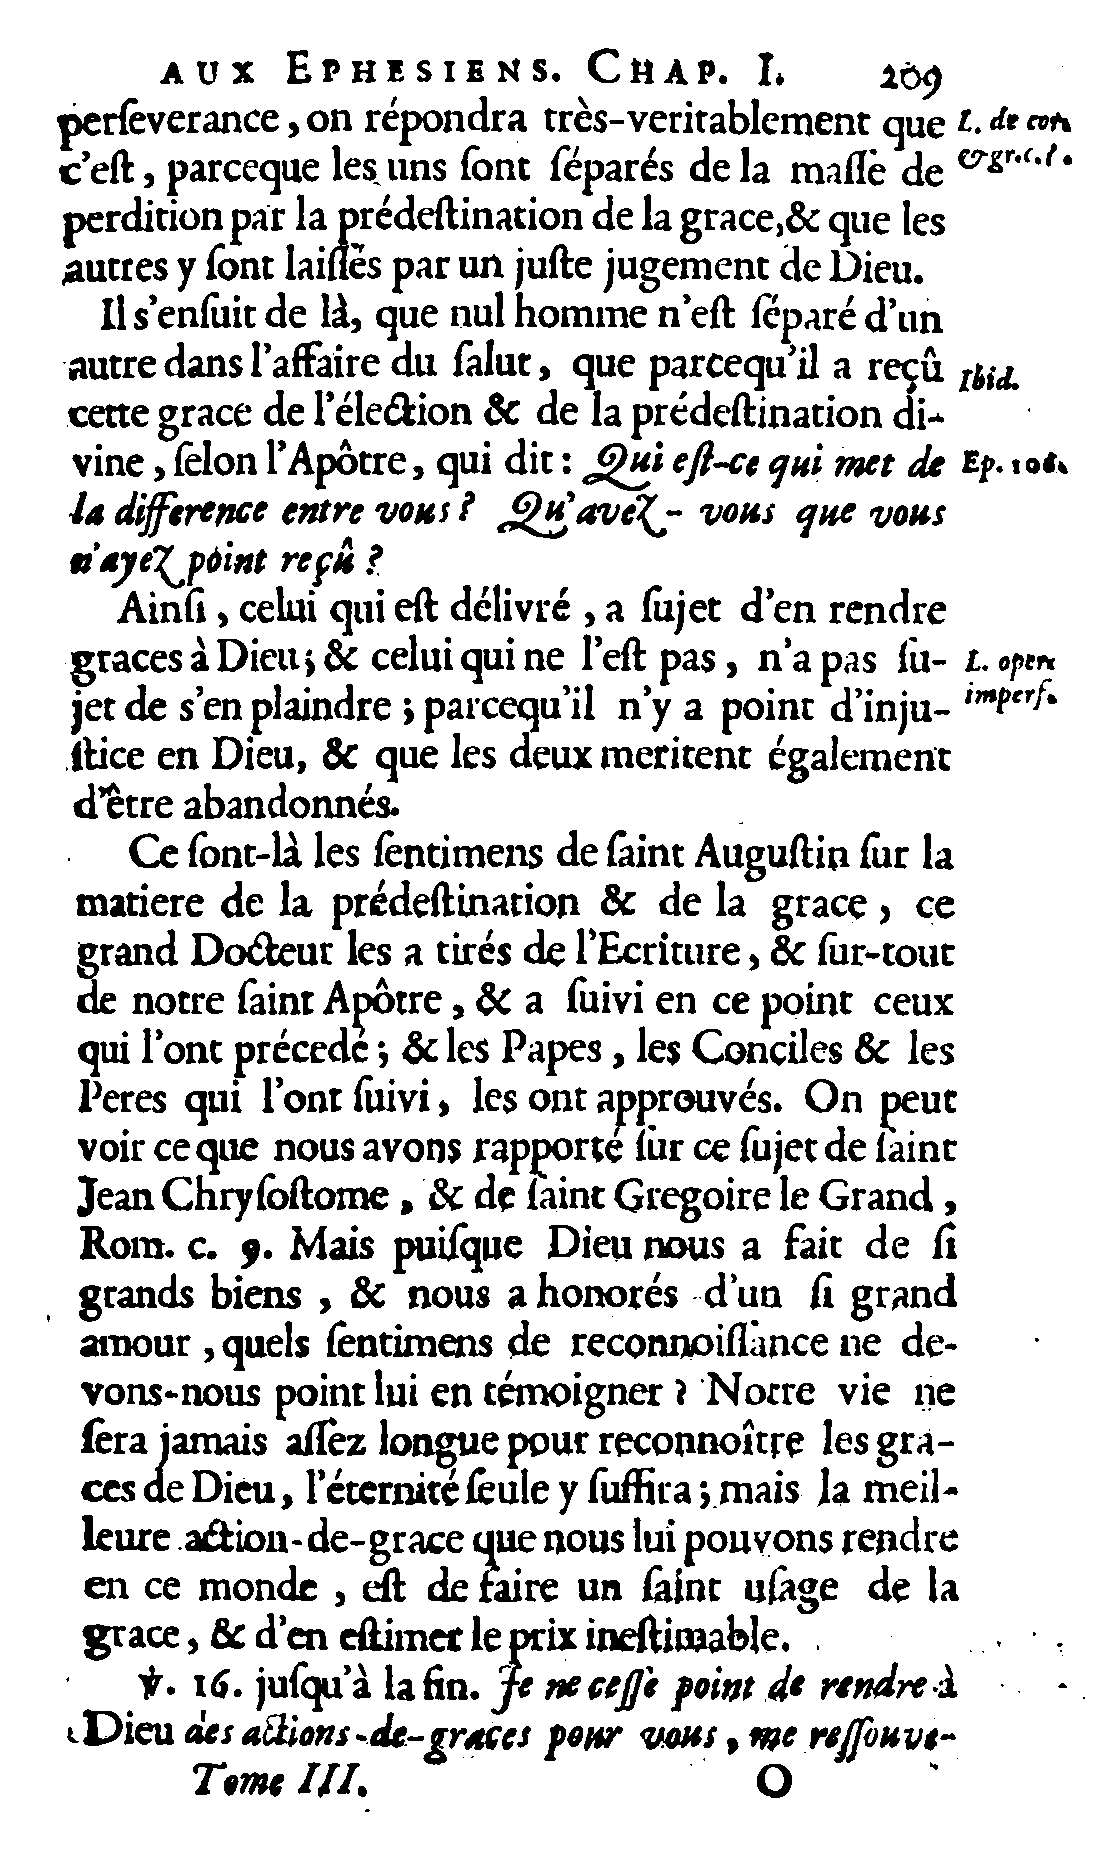 AUX EPHESIENS. CHAP. I. 209
perſeverance, on répondra très-veritablement que
L. de cor.
c'eſt, parceque les uns ſont ſéparés de la maſſe de
& grac.
perdition par la prédeſtination de la grace, & que les
autres y ſont laiſſés par un juſte jugement de Dieu.
Il s'enſuit de là, que nul homme n'eſt ſéparé d'un
autre dans l'affaire du ſalut, que parcequ'il a reçû
Ibid.
cette grace de l'élection & de la prédeſtination di-
vine, ſelon l'Apôtre, qui dit : Qui eſt-ce qui met de
Ep. 106.
la difference entre vous ? Qu'avez-vous que vous
n'ayez point reçû ?
Ainſi, celui qui eſt délivré, a ſujet d'en rendre
graces à Dieu ; & celui qui ne l'eſt pas, n'a pas ſu-
L. oper.
jet de s'en plaindre ; parcequ'il n'y a point d'inju-
imperf.
ſtice en Dieu, & que les deux meritent également
d'être abandonnés.
Ce ſont-là les ſentimens de ſaint Auguſtin ſur la
matiere de la prédeſtination & de la grace, ce
grand Docteur les a tirés de l'Ecriture, & ſur-tout
de notre ſaint Apôtre, & a ſuivi en ce point ceux
qui l'ont précedé ; & les Papes, les Conciles & les
Peres qui l'ont ſuivi, les ont approuvés. On peut
voir ce que nous avons rapporté ſur ce ſujet de ſaint
Jean Chryſoſtome, & de ſaint Gregoire le Grand,
Rom. c. 9. Mais puiſque Dieu nous a fait de ſi
grands biens, & nous a honorés d'un ſi grand
amour, quels ſentimens de reconnoiſſance ne de-
vons-nous point lui en témoigner ? Notre vie ne
ſera jamais aſſez longue pour reconnoître les gra-
ces de Dieu, l'éternité ſeule y ſuffira ; mais la meil-
leure action-de-grace que nous lui pouvons rendre
en ce monde, eſt de faire un ſaint uſage de la
grace, & d'en eſtimer le prix ineſtimable.
℣. 16. juſqu'à la fin. Je ne ceſſe point de rendre à
Dieu des actions-de-graces pour vous, me reſſouve-
Tome III. O